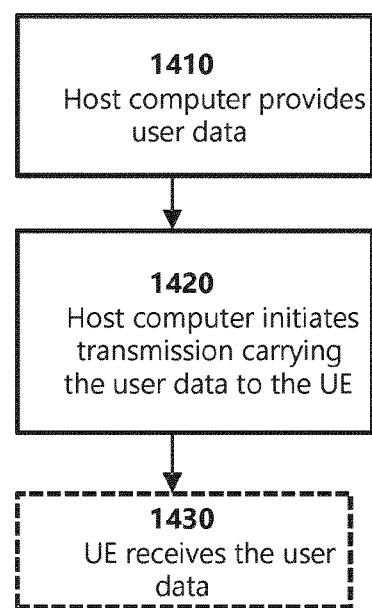 1410
Host computer provides
user data
1420
Host computer initiates
transmission carrying
the user data to the UE
1430
UE receives the user
data